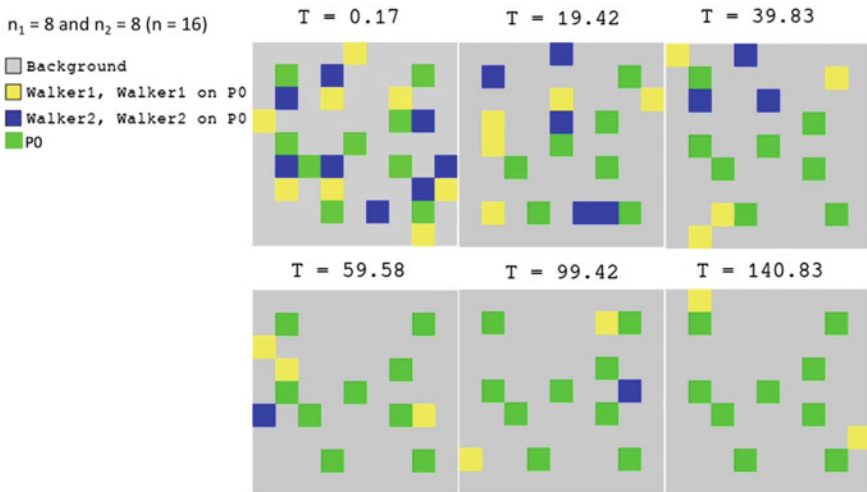 n₁ = 8 and n₂ = 8 (n = 16)
Background
Walker1, Walker1 on P0
Walker2, Walker2 on P0
P0
T = 0.17
T = 19.42
T = 39.83
T = 59.58
T = 99.42
T = 140.83